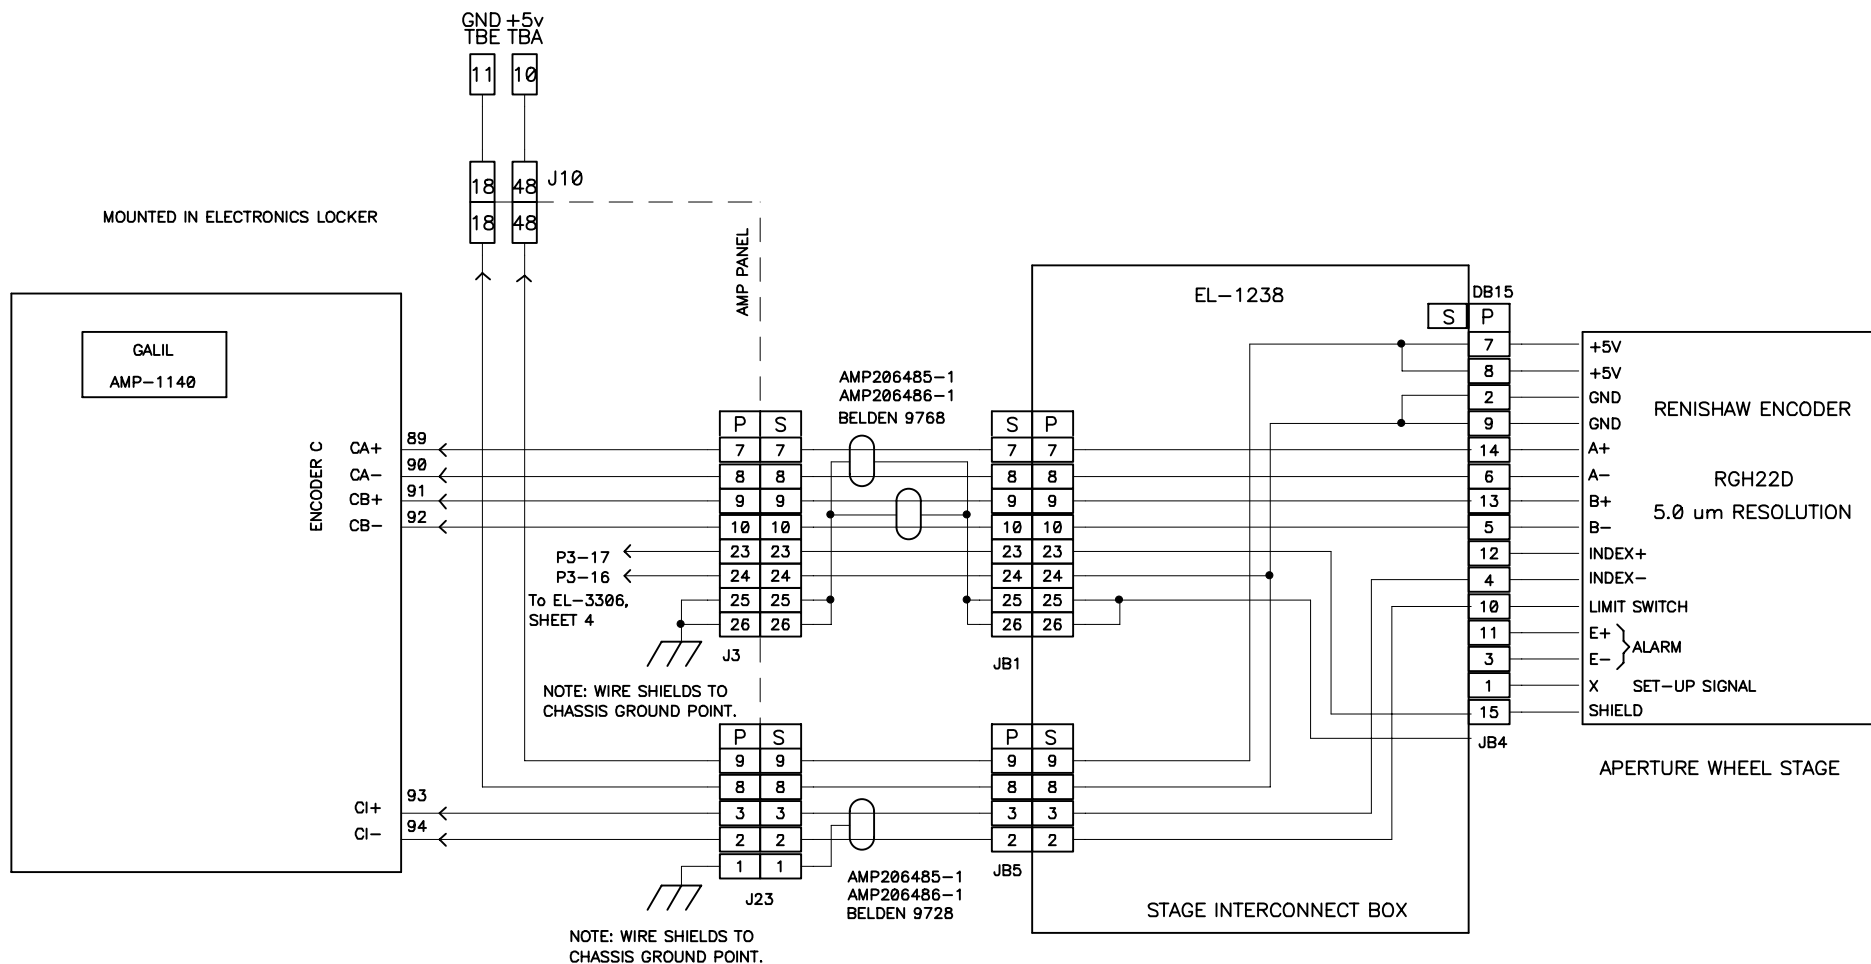 GND +5v
TBE TBA
11 10
18 48 J10
18 48
MOUNTED IN ELECTRONICS LOCKER
AMP PANEL
GALIL
AMP-1140
ENCODER C
CA+ 89
CA- 90
CB+ 91
CB- 92
CI+ 93
CI- 94
P S
7 7
8 8
9 9
10 10
23 23
24 24
25 25
26 26
J3
P3-17
P3-16
To EL-3306,
SHEET 4
NOTE: WIRE SHIELDS TO
CHASSIS GROUND POINT.
P S
9 9
8 8
3 3
2 2
1 1
J23
NOTE: WIRE SHIELDS TO
CHASSIS GROUND POINT.
AMP206485-1
AMP206486-1
BELDEN 9768
AMP206485-1
AMP206486-1
BELDEN 9728
EL-1238
S P
7 7
8 8
9 9
10 10
23 23
24 24
25 25
26 26
JB1
P S
9 9
8 8
3 3
2 2
JB5
STAGE INTERCONNECT BOX
DB15
S P
7 +5V
8 +5V
2 GND
9 GND
14 A+
6 A-
13 B+
5 B-
12 INDEX+
4 INDEX-
10 LIMIT SWITCH
11 E+
ALARM
3 E-
1 X SET-UP SIGNAL
15 SHIELD
JB4
RENISHAW ENCODER
RGH22D
5.0 um RESOLUTION
APERTURE WHEEL STAGE